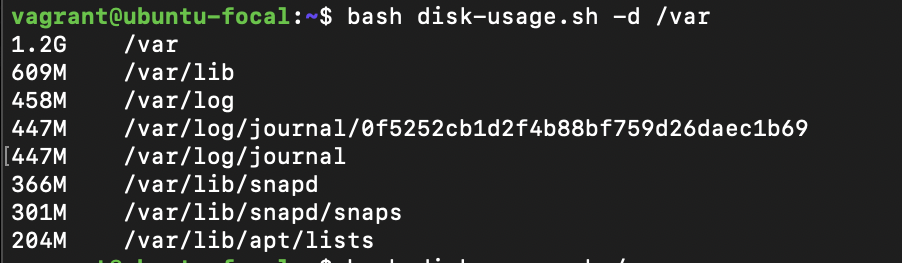 vagrant@ubuntu-focal:~$ bash disk-usage.sh -d /var
1.2G    /var
609M    /var/lib
458M    /var/log
447M    /var/log/journal/0f5252cb1d2f4b88bf759d26daec1b69
[447M    /var/log/journal
366M    /var/lib/snapd
301M    /var/lib/snapd/snaps
204M    /var/lib/apt/lists